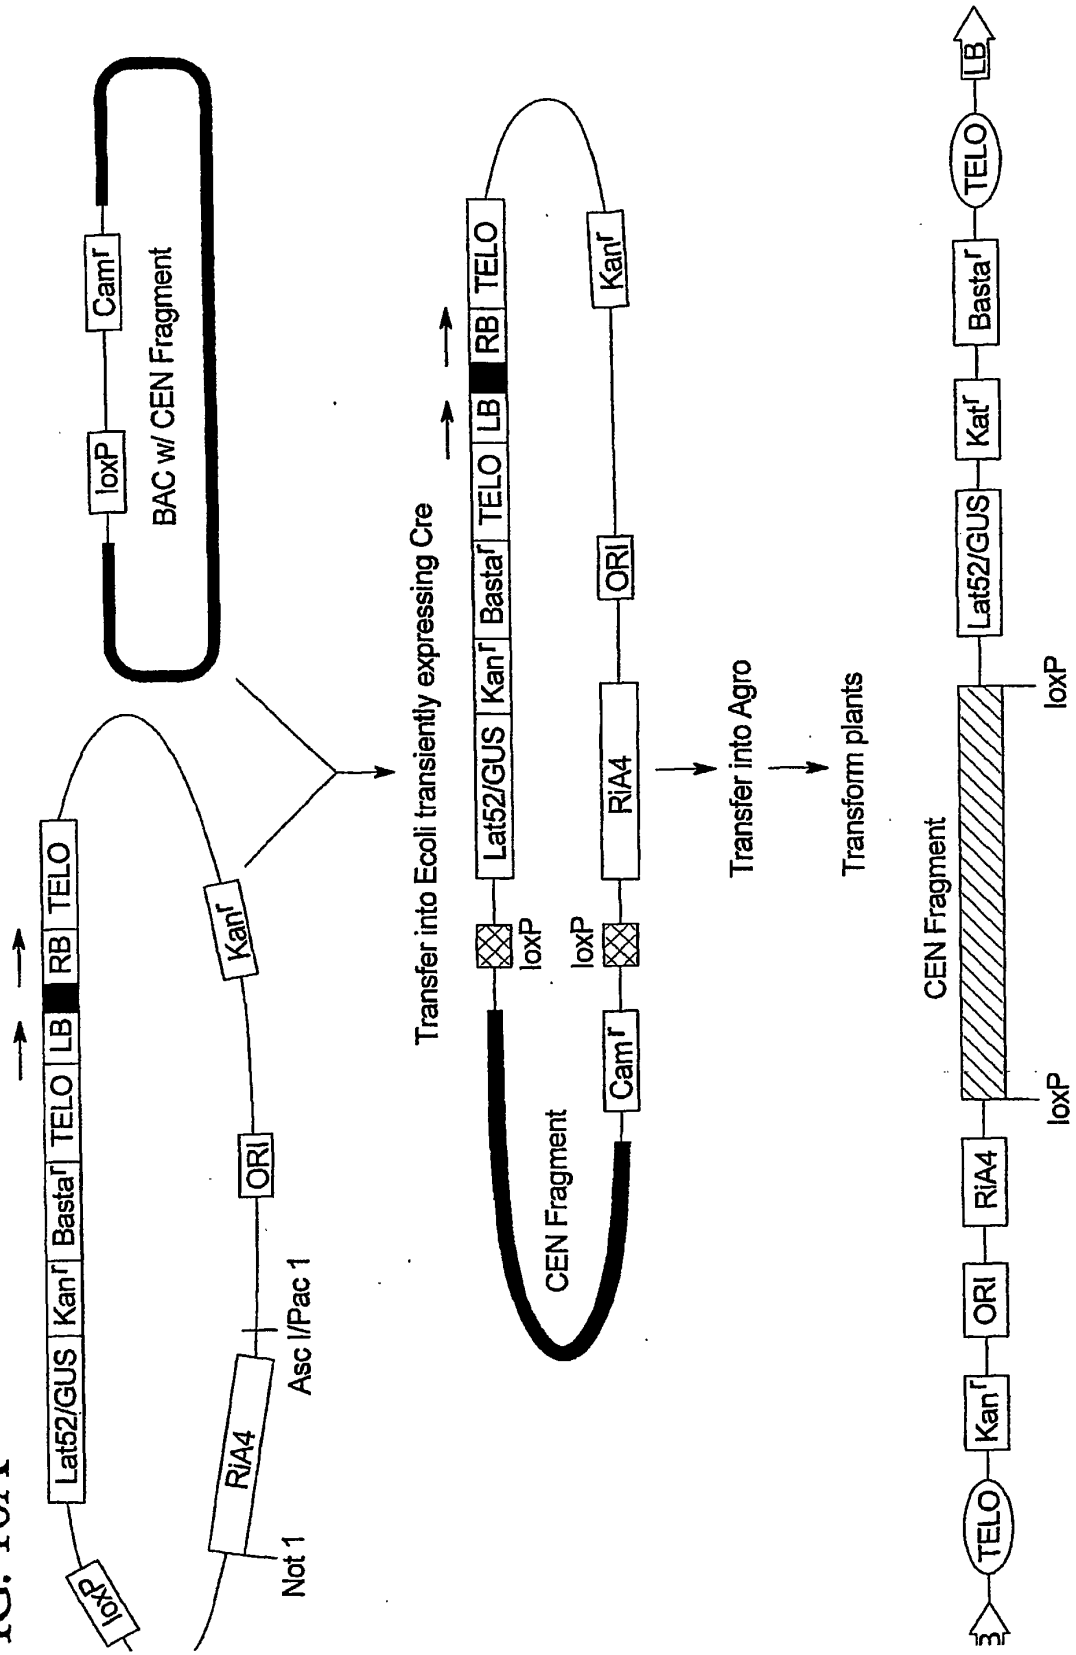 loxP
Lat52/GUS
Kanʳ
Bastaʳ
TELO
LB
RB
TELO
Not 1
RiA4
Asc I/Pac 1
ORI
Kanʳ
loxP
Camʳ
BAC w/ CEN Fragment
Transfer into Ecoli transiently expressing Cre
loxP
Lat52/GUS
Kanʳ
Bastaʳ
TELO
LB
RB
TELO
CEN Fragment
Camʳ
loxP
RiA4
ORI
Kanʳ
Transfer into Agro
Transform plants
CEN Fragment
TELO
Kanʳ
ORI
RiA4
Lat52/GUS
Katʳ
Bastaʳ
TELO
LB
loxP
loxP